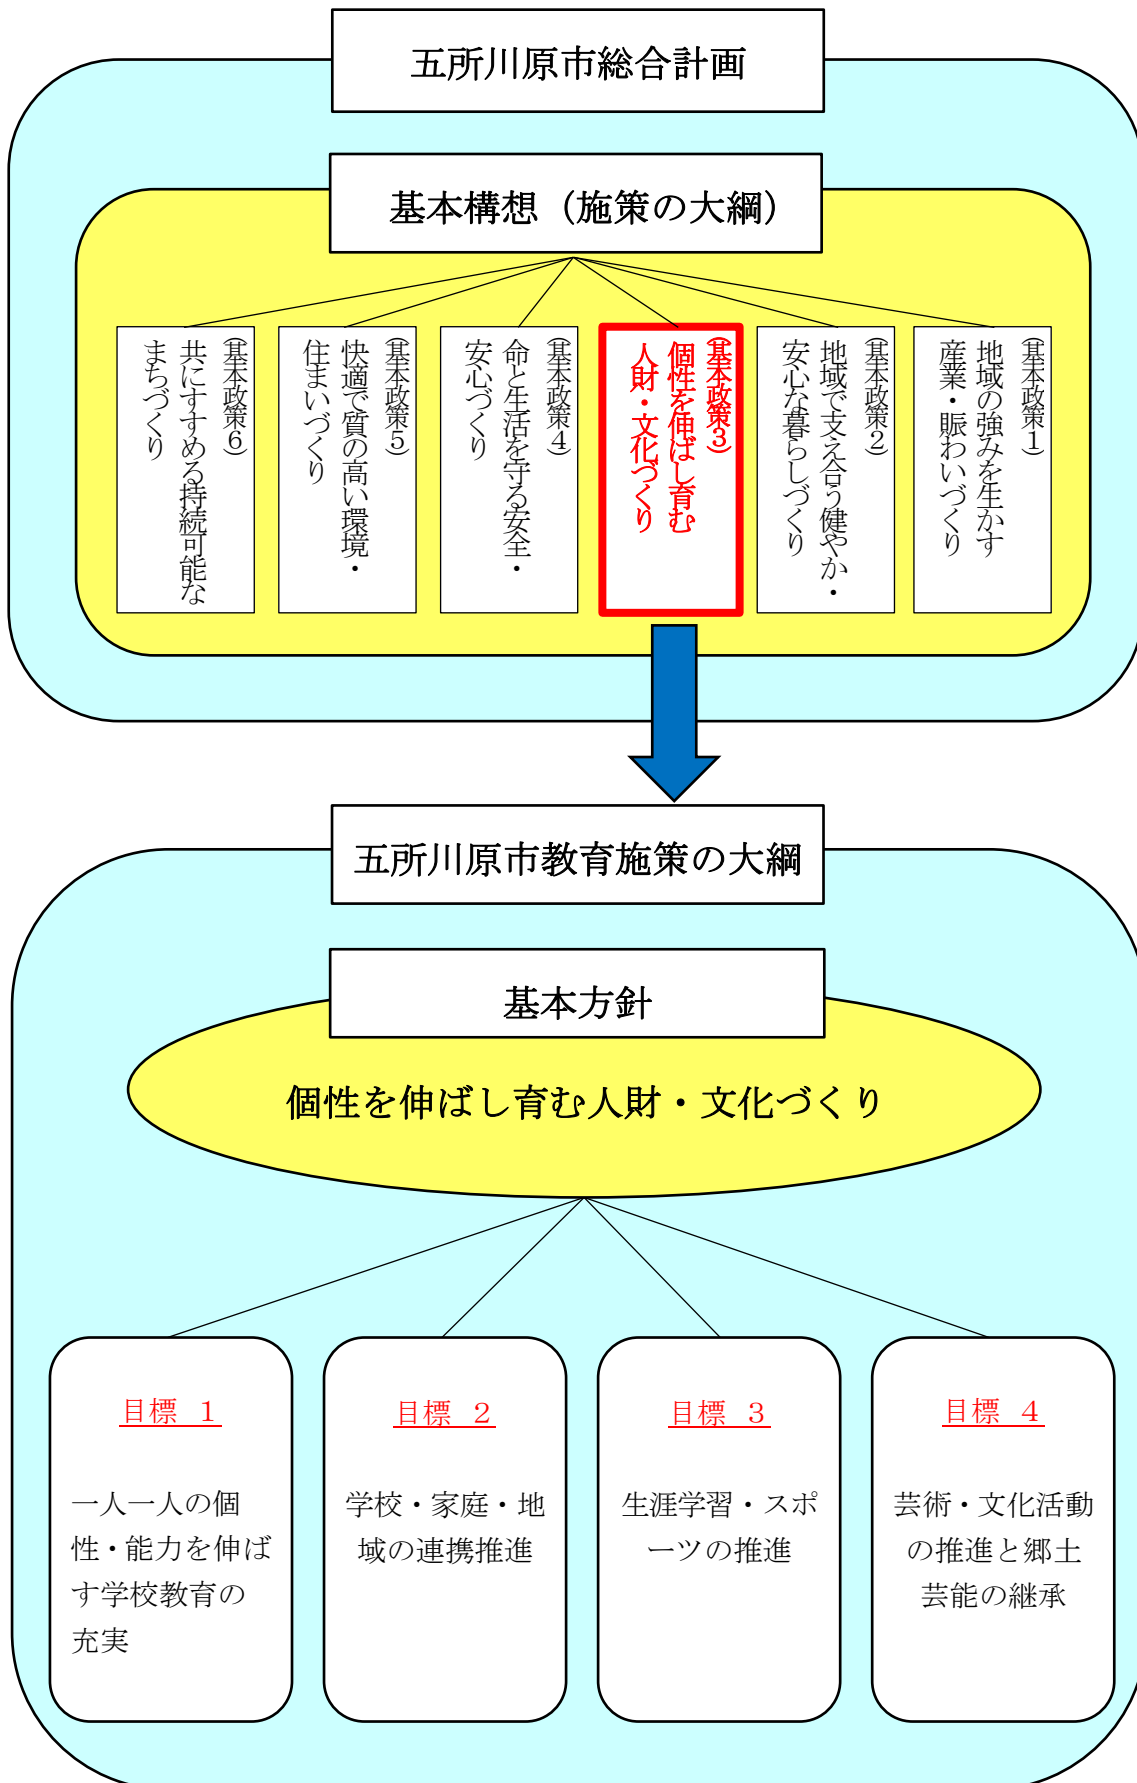 五所川原市総合計画
基本構想（施策の大綱）
（基本政策１）
地域の強みを生かす
産業・賑わいづくり
（基本政策２）
地域で支え合う健やか・
安心な暮らしづくり
（基本政策３）
個性を伸ばし育む
人財・文化づくり
（基本政策４）
命と生活を守る安全・
安心づくり
（基本政策５）
快適で質の高い環境・
住まいづくり
（基本政策６）
共にすすめる持続可能な
まちづくり
五所川原市教育施策の大綱
基本方針
個性を伸ばし育む人財・文化づくり
目標 １
一人一人の個
性・能力を伸ば
す学校教育の
充実
目標 ２
学校・家庭・地
域の連携推進
目標 ３
生涯学習・スポ
ーツの推進
目標 ４
芸術・文化活動
の推進と郷土
芸能の継承